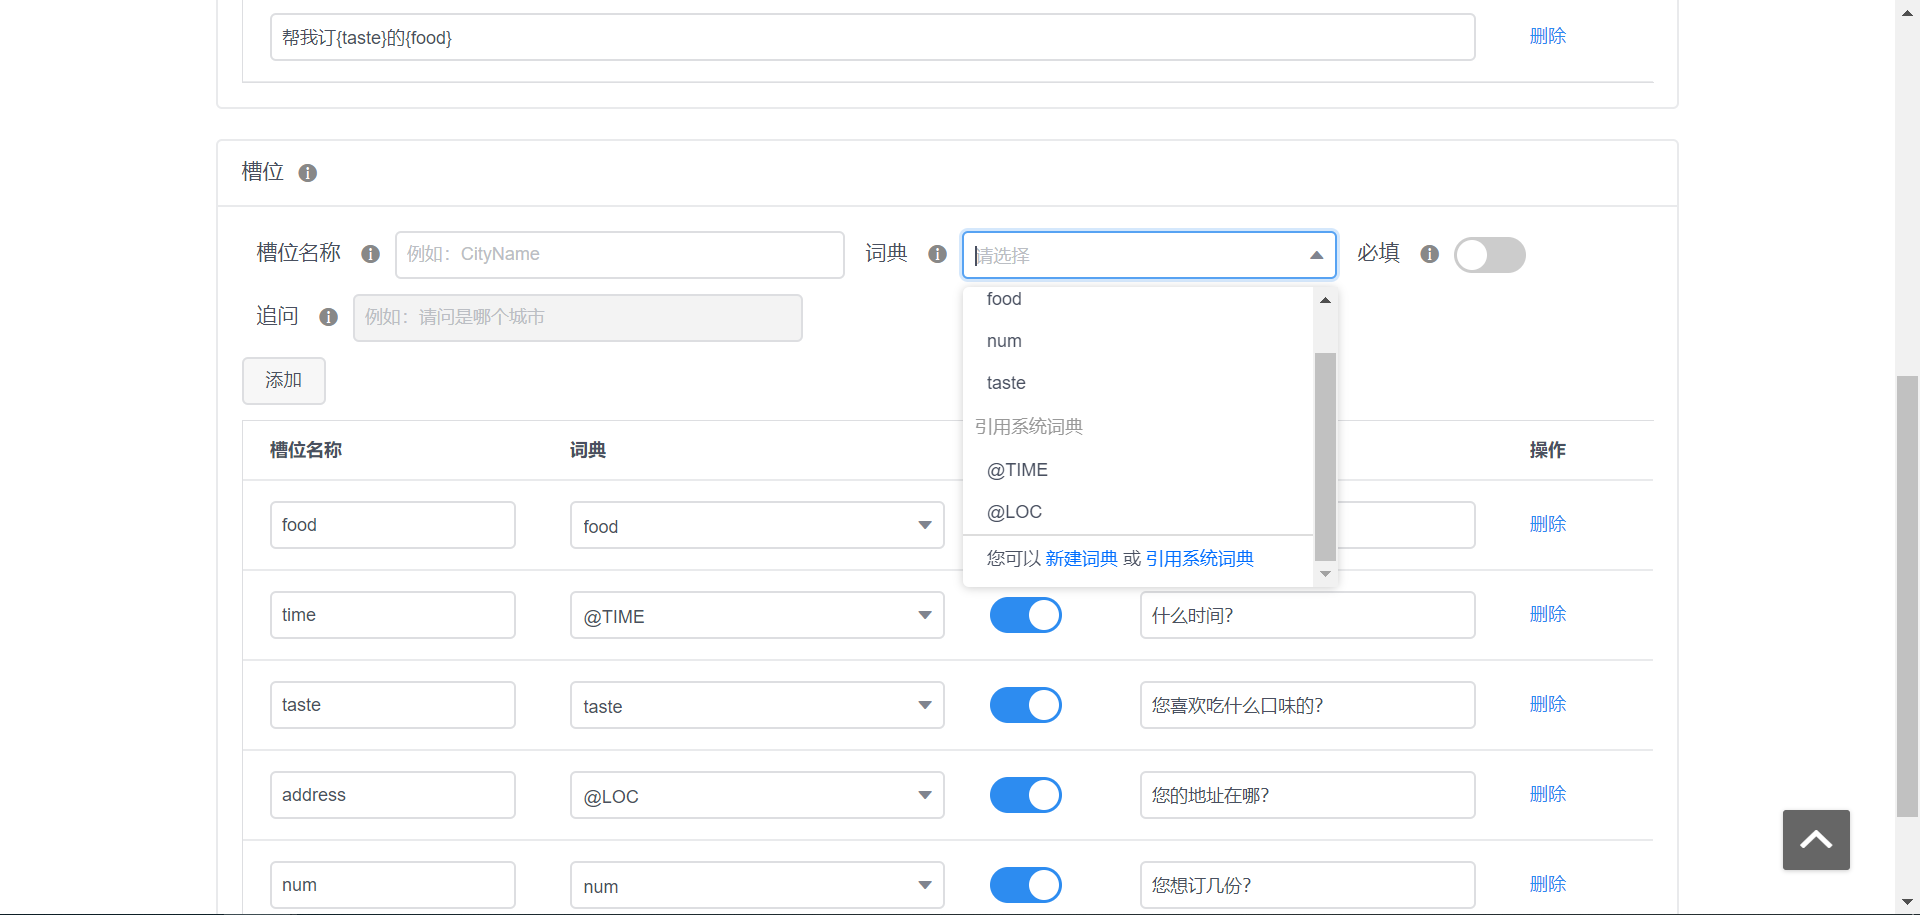 帮我订{taste}的{food}
删除
槽位
槽位名称
例如：CityName
词典
请选择
必填
追问
例如：请问是哪个城市
food
num
taste
引用系统词典
@TIME
@LOC
您可以 新建词典 或 引用系统词典
添加
槽位名称
词典
操作
food
food
删除
time
@TIME
什么时间？
删除
taste
taste
您喜欢吃什么口味的？
删除
address
@LOC
您的地址在哪？
删除
num
num
您想订几份？
删除